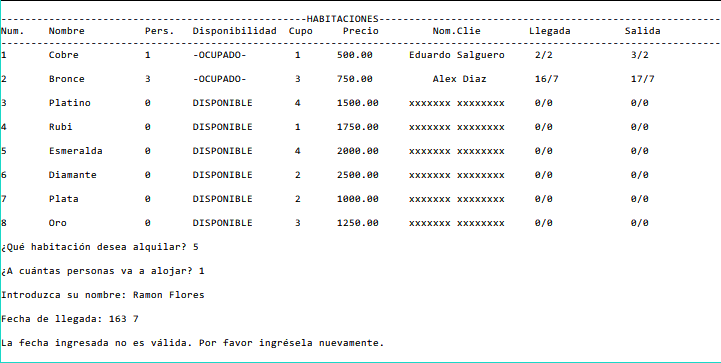 HABITACIONES
Num. Nombre Pers. Disponibilidad Cupo Precio Nom.Clie Llegada Salida
1 Cobre 1 -OCUPADO- 1 500.00 Eduardo Salguero 2/2 3/2
2 Bronce 3 -OCUPADO- 3 750.00 Alex Diaz 16/7 17/7
3 Platino 0 DISPONIBLE 4 1500.00 xxxxxxx xxxxxxxx 0/0 0/0
4 Rubi 0 DISPONIBLE 1 1750.00 xxxxxxx xxxxxxxx 0/0 0/0
5 Esmeralda 0 DISPONIBLE 4 2000.00 xxxxxxx xxxxxxxx 0/0 0/0
6 Diamante 0 DISPONIBLE 2 2500.00 xxxxxxx xxxxxxxx 0/0 0/0
7 Plata 0 DISPONIBLE 2 1000.00 xxxxxxx xxxxxxxx 0/0 0/0
8 Oro 0 DISPONIBLE 3 1250.00 xxxxxxx xxxxxxxx 0/0 0/0
¿Qué habitación desea alquilar? 5
¿A cuántas personas va a alojar? 1
Introduzca su nombre: Ramon Flores
Fecha de llegada: 163 7
La fecha ingresada no es válida. Por favor ingrésela nuevamente.